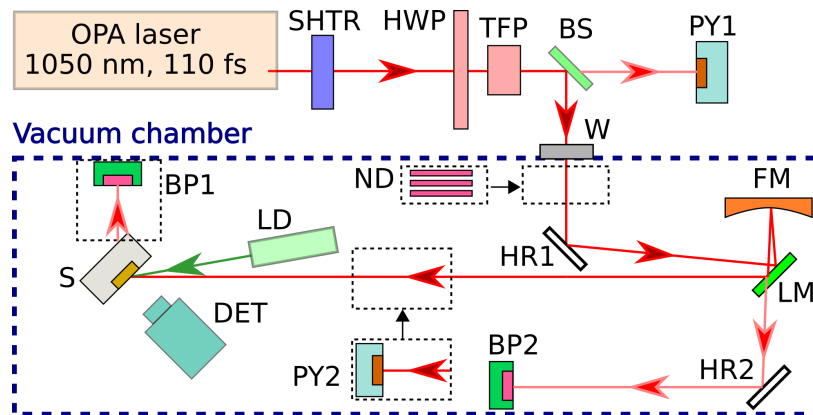 OPA laser
1050 nm, 110 fs
SHTR
HWP
TFP
BS
PY1
Vacuum chamber
W
BP1
ND
FM
LD
HR1
S
LM
DET
BP2
PY2
HR2